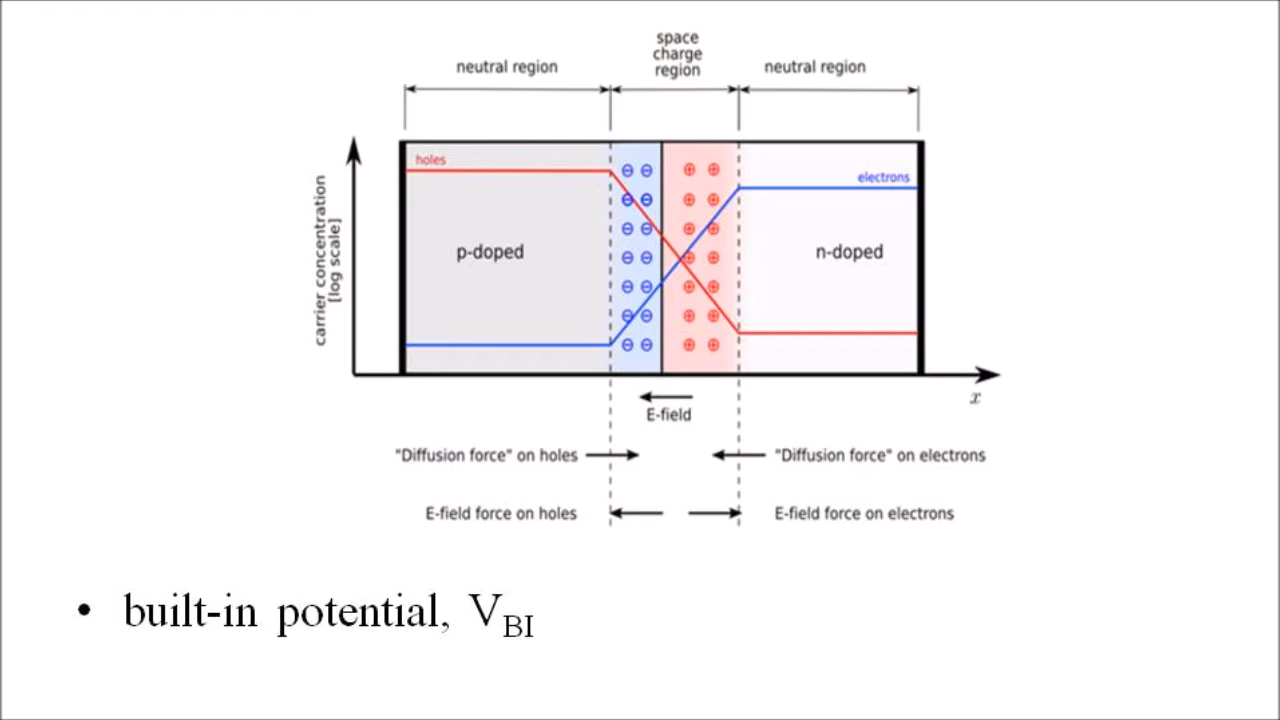 space
charge
region
neutral region
neutral region
holes
electrons
carrier concentration
[log scale]
p-doped
n-doped
x
E-field
"Diffusion force" on holes
"Diffusion force" on electrons
E-field force on holes
E-field force on electrons
• built-in potential, V_BI